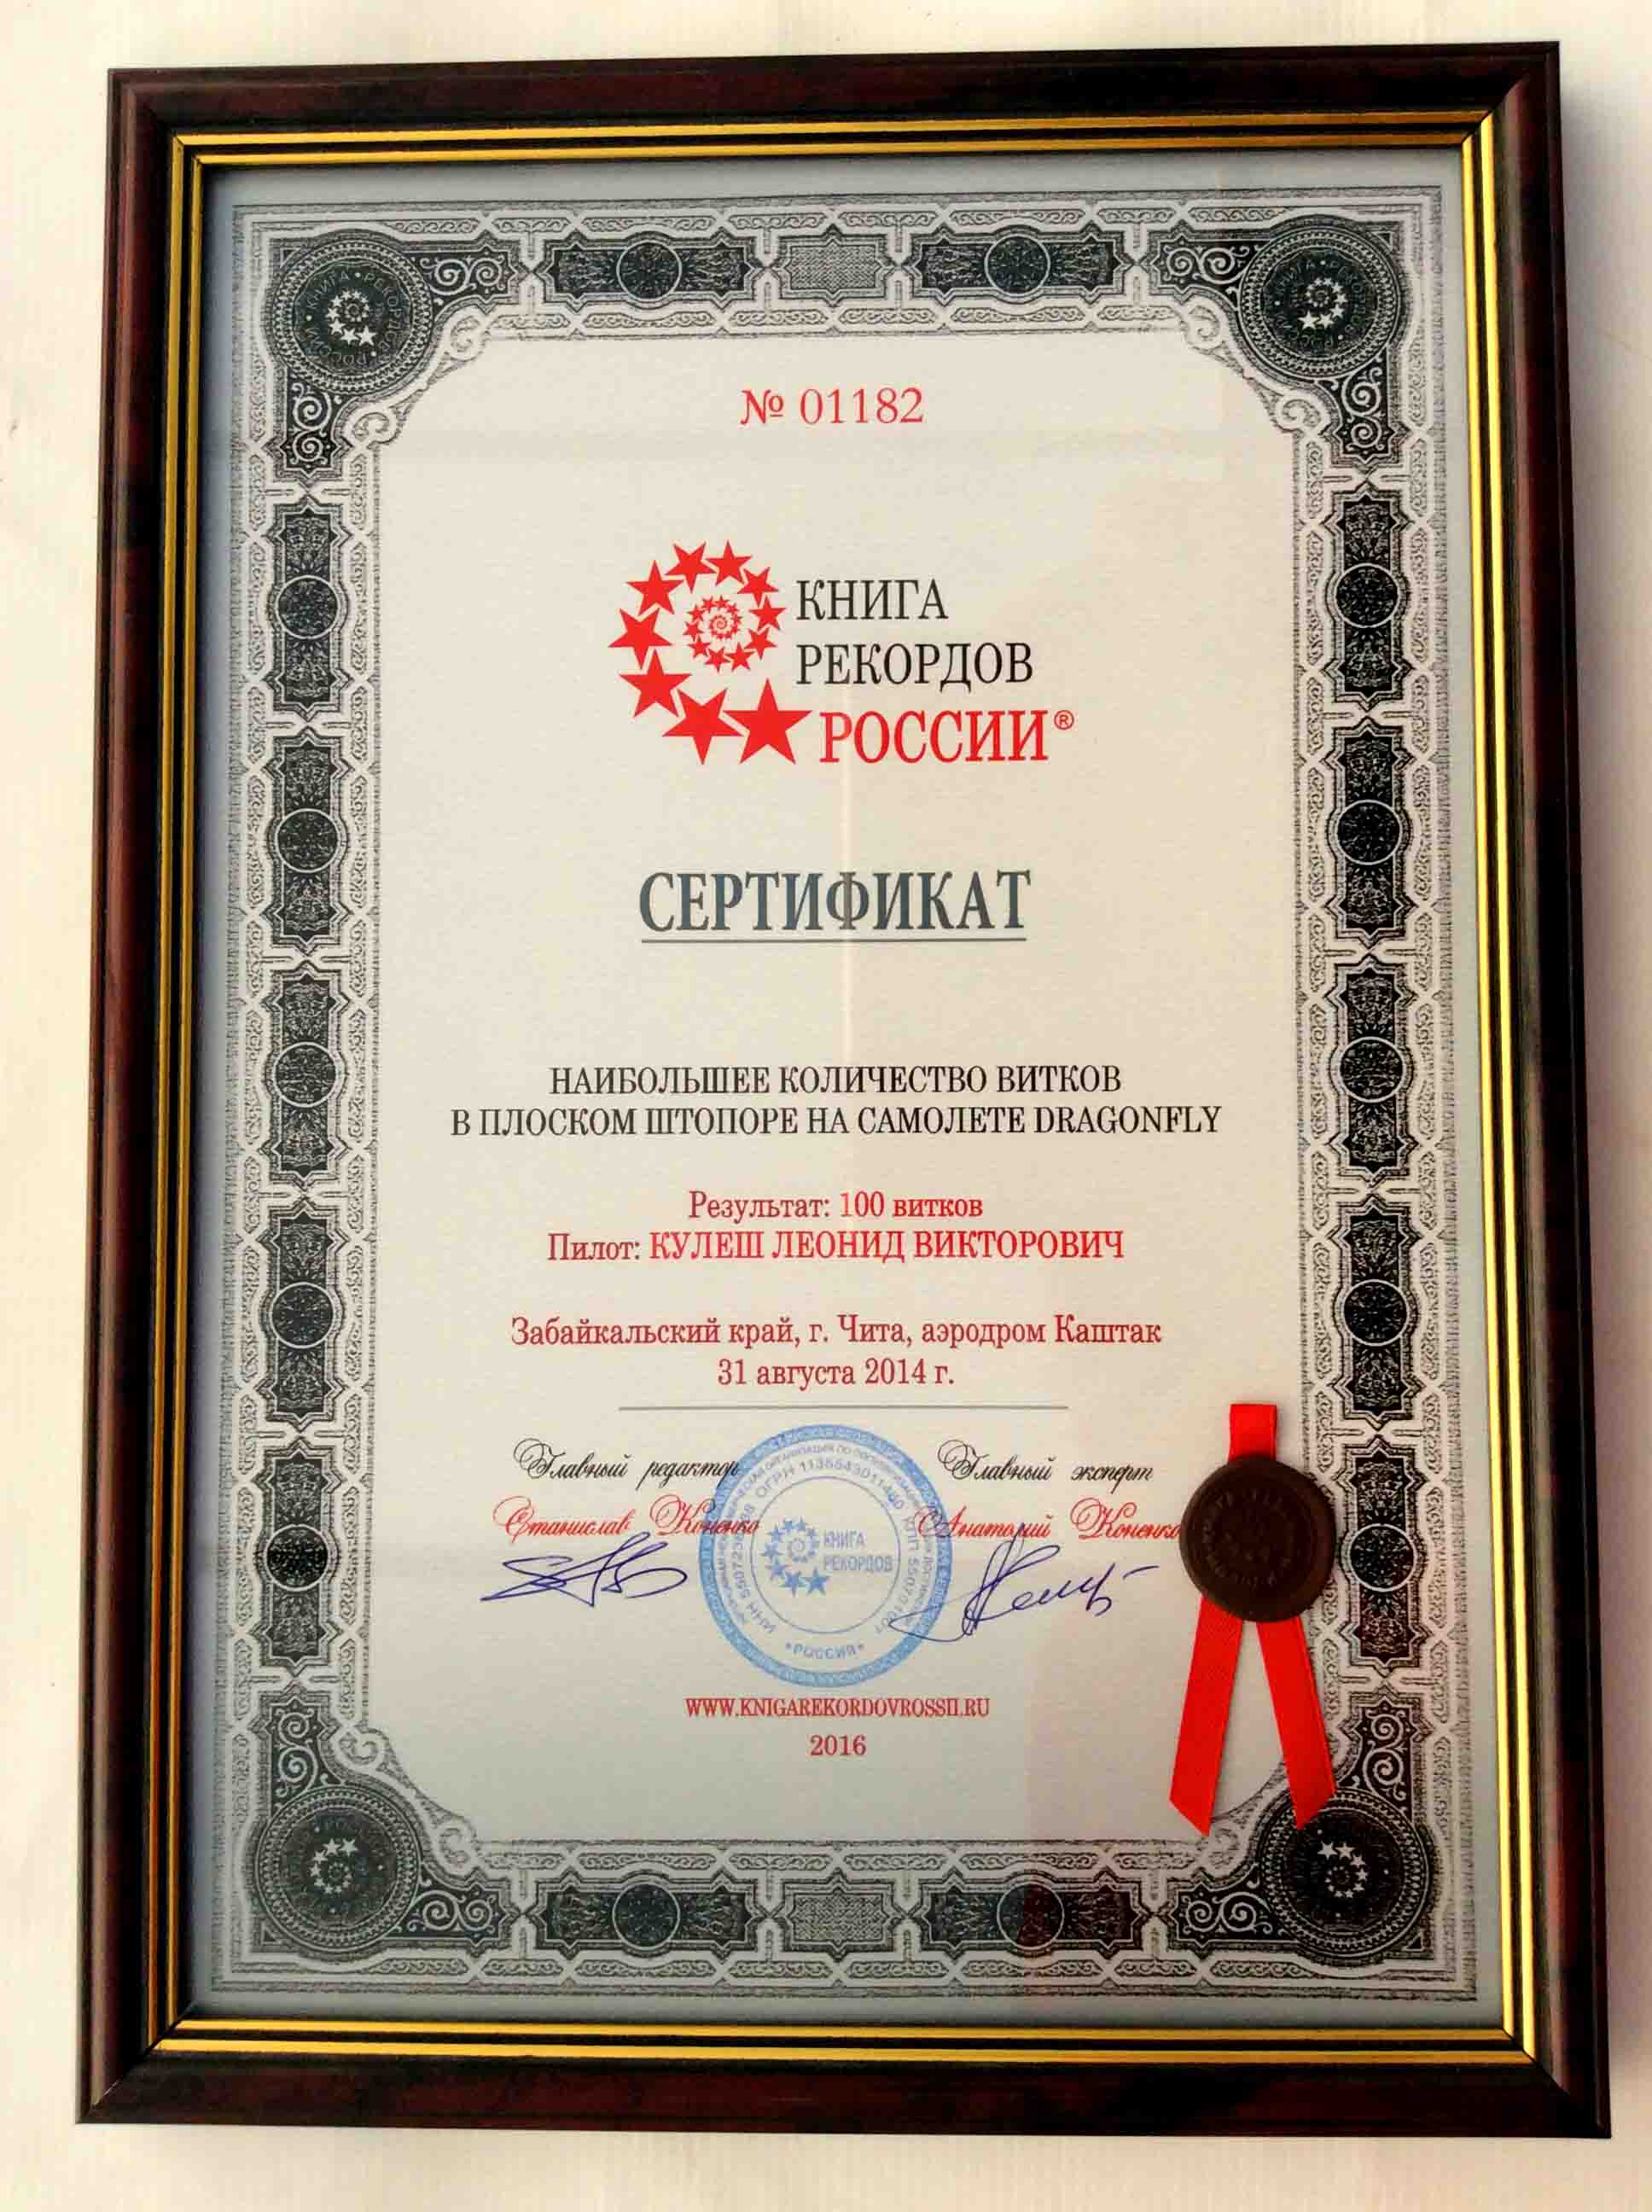 № 01182
КНИГА
РЕКОРДОВ
РОССИИ®
СЕРТИФИКАТ
НАИБОЛЬШЕЕ КОЛИЧЕСТВО ВИТКОВ
В ПЛОСКОМ ШТОПОРЕ НА САМОЛЕТЕ DRAGONFLY
Результат: 100 витков
Пилот: КУЛЕШ ЛЕОНИД ВИКТОРОВИЧ
Забайкальский край, г. Чита, аэродром Каштак
31 августа 2014 г.
Главный редактор
Станислав Коненко
Главный эксперт
Анатолий Коненко
КНИГА
РЕКОРДОВ
•РОССИЯ•
WWW.KNIGAREKORDOVROSSII.RU
2016